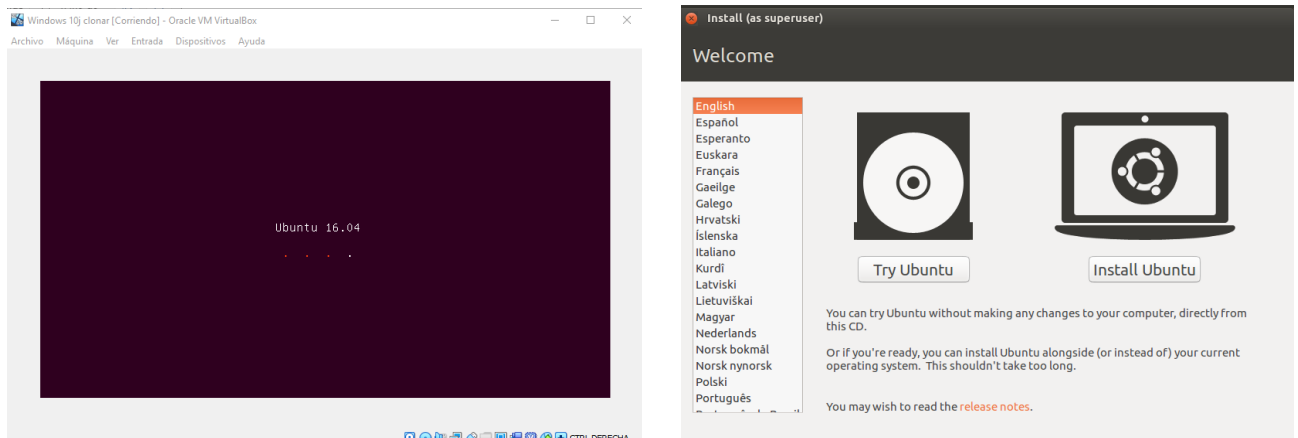 Windows 10j clonar [Corriendo] - Oracle VM VirtualBox
Archivo Máquina Ver Entrada Dispositivos Ayuda
Ubuntu 16.04
CTRL DERECHA
Install (as superuser)
Welcome
English
Español
Esperanto
Euskara
Français
Gaeilge
Galego
Hrvatski
Íslenska
Italiano
Kurdî
Latviski
Lietuviškai
Magyar
Nederlands
Norsk bokmål
Norsk nynorsk
Polski
Português
Try Ubuntu
Install Ubuntu
You can try Ubuntu without making any changes to your computer, directly from
this CD.
Or if you're ready, you can install Ubuntu alongside (or instead of) your current
operating system. This shouldn't take too long.
You may wish to read the release notes.